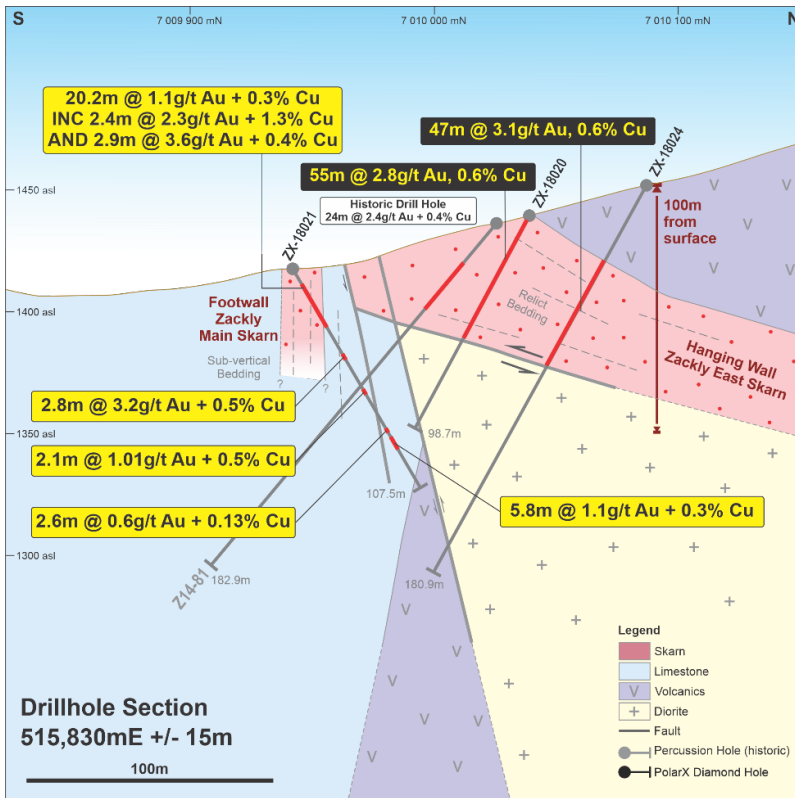 S
7 009 900 mN
7 010 000 mN
7 010 100 mN
N
20.2m @ 1.1g/t Au + 0.3% Cu
INC 2.4m @ 2.3g/t Au + 1.3% Cu
AND 2.9m @ 3.6g/t Au + 0.4% Cu
47m @ 3.1g/t Au, 0.6% Cu
ZX-18024
55m @ 2.8g/t Au, 0.6% Cu
ZX-18020
1450 asl
Historic Drill Hole
24m @ 2.4g/t Au + 0.4% Cu
100m
from
surface
ZX-18021
V V V V V V V V V
Footwall
Zackly
Main Skarn
Relict
Bedding
1400 asl
Sub-vertical
Bedding
? ?
Hanging Wall
Zackly East Skarn
2.8m @ 3.2g/t Au + 0.5% Cu
98.7m
1350 asl
2.1m @ 1.01g/t Au + 0.5% Cu
107.5m
2.6m @ 0.6g/t Au + 0.13% Cu
5.8m @ 1.1g/t Au + 0.3% Cu
1300 asl
Z14-81
182.9m
180.9m
Legend
Skarn
Limestone
V Volcanics
+ Diorite
Fault
Percussion Hole (historic)
PolarX Diamond Hole
Drillhole Section
515,830mE +/- 15m
100m